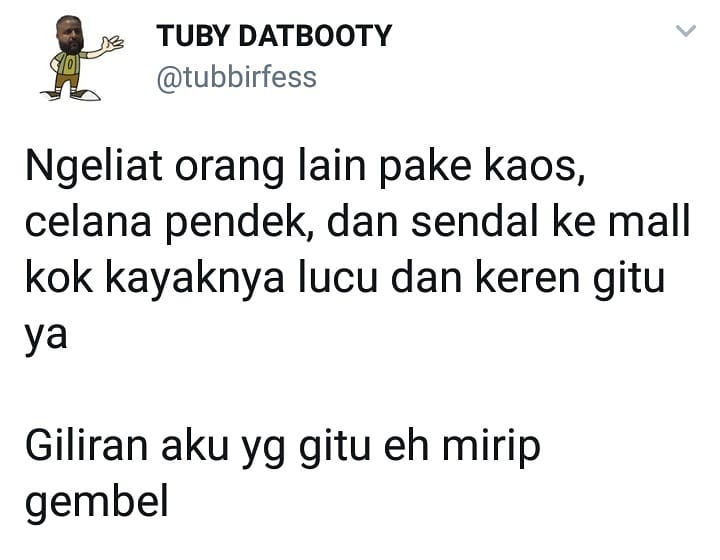 TUBY DATBOOTY
@tubbirfess
Ngeliat orang lain pake kaos,
celana pendek, dan sendal ke mall
kok kayaknya lucu dan keren gitu
ya
Giliran aku yg gitu eh mirip
gembel